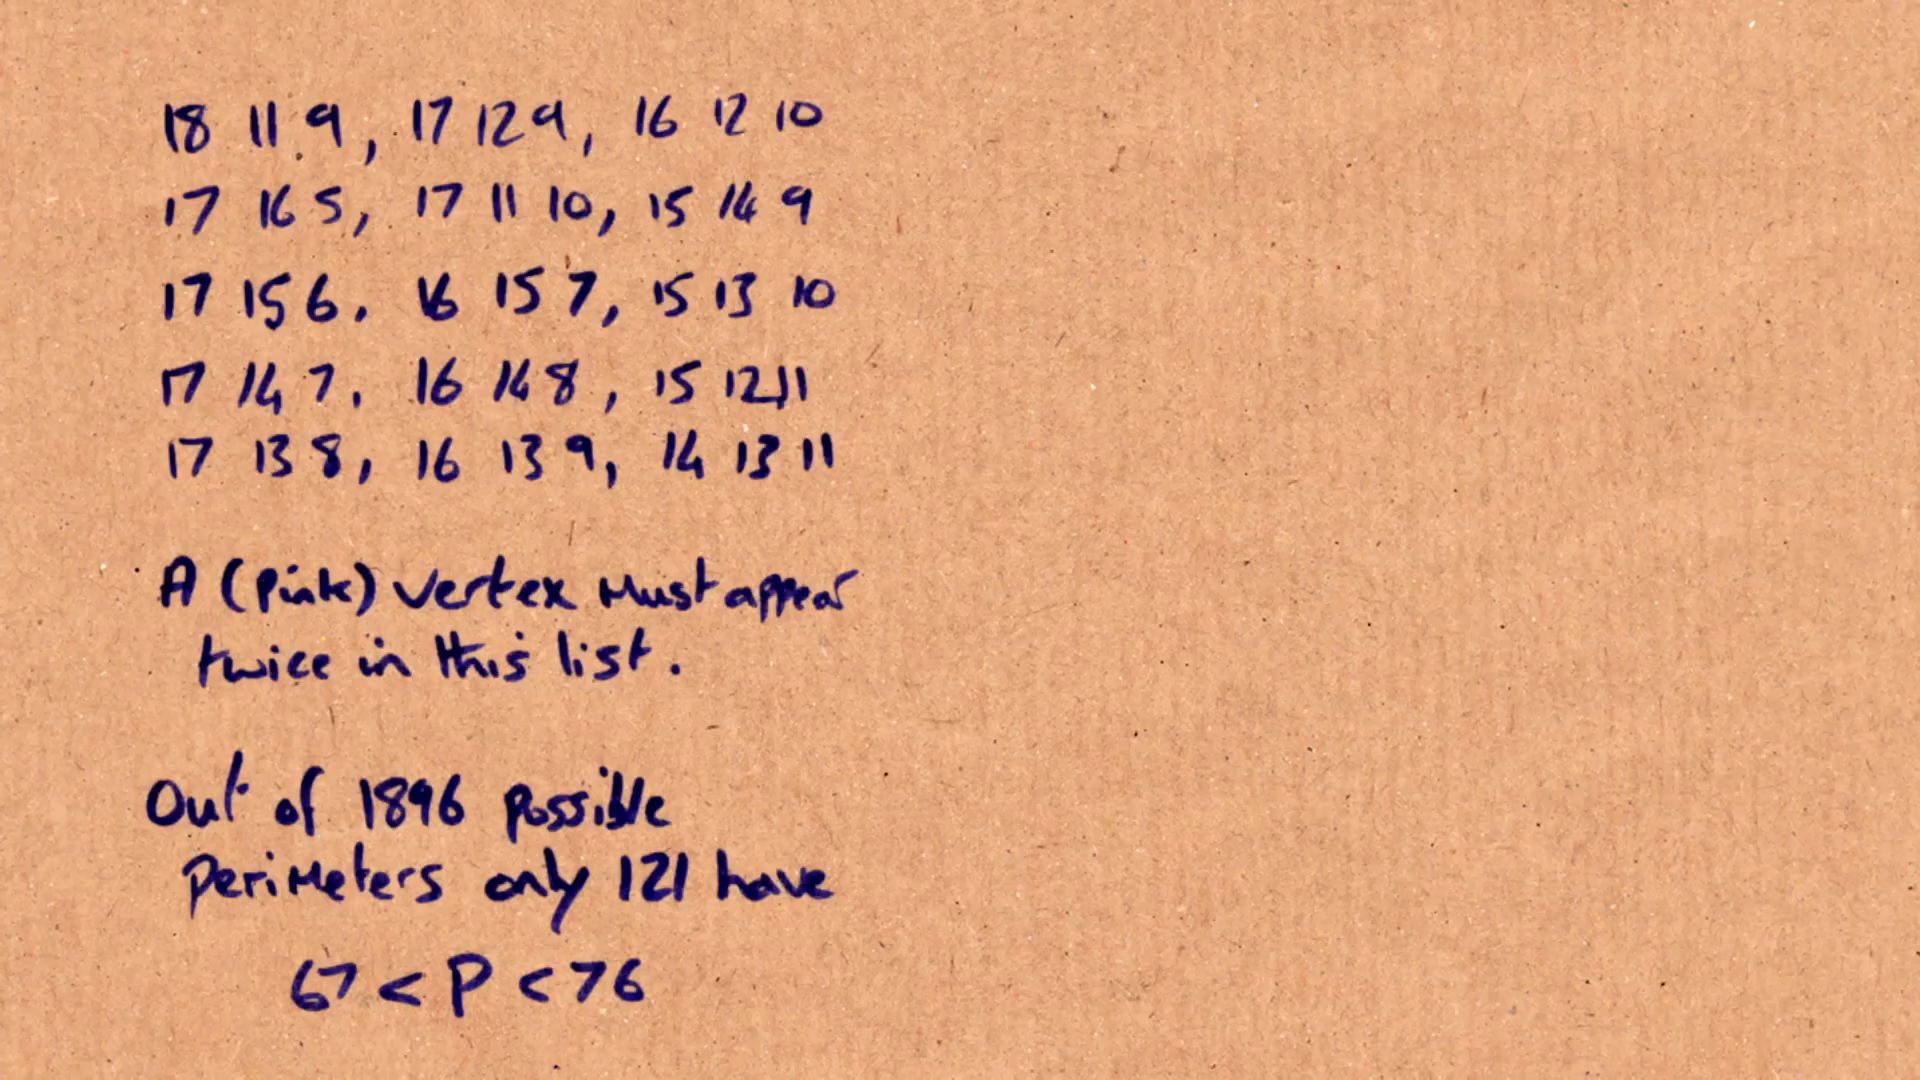 18 11 9, 17 12 9, 16 12 10
17 16 5, 17 11 10, 15 14 9
17 15 6. 16 15 7, 15 13 10
17 14 7. 16 14 8, 15 12 11
17 13 8, 16 13 9, 14 13 11
A (Pink) vertex must appear
twice in this list.
Out of 1896 possible
perimeters only 121 have
67 < P < 76